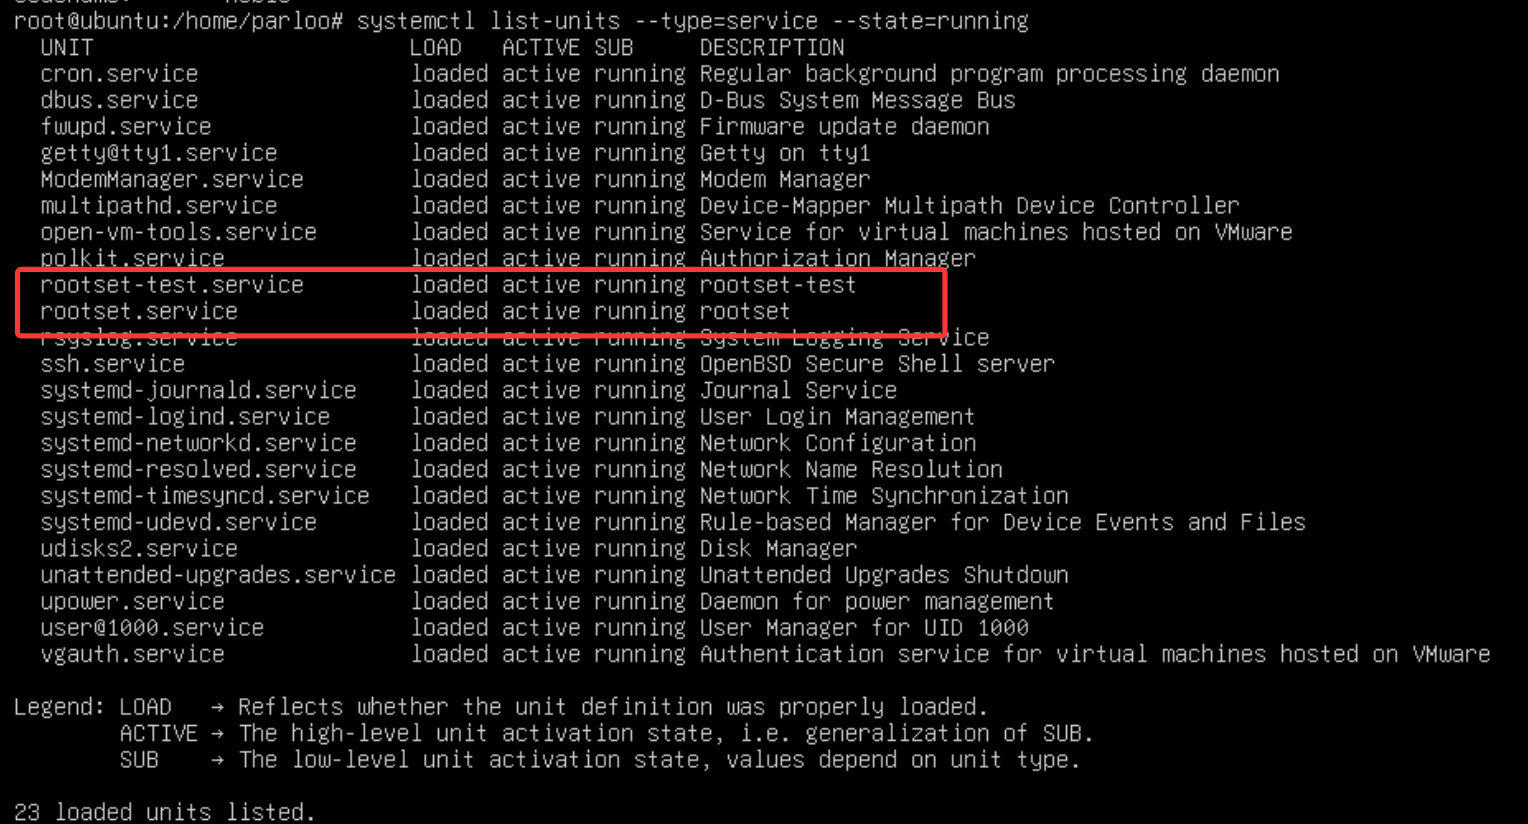 root@ubuntu:/home/parloo# systemctl list-units --type=service --state=running
UNIT LOAD ACTIVE SUB DESCRIPTION
cron.service loaded active running Regular background program processing daemon
dbus.service loaded active running D-Bus System Message Bus
fwupd.service loaded active running Firmware update daemon
getty@tty1.service loaded active running Getty on tty1
ModemManager.service loaded active running Modem Manager
multipathd.service loaded active running Device-Mapper Multipath Device Controller
open-vm-tools.service loaded active running Service for virtual machines hosted on VMware
polkit.service loaded active running Authorization Manager
rootset-test.service loaded active running rootset-test
rootset.service loaded active running rootset
rsyslog.service loaded active running System Logging Service
ssh.service loaded active running OpenBSD Secure Shell server
systemd-journald.service loaded active running Journal Service
systemd-logind.service loaded active running User Login Management
systemd-networkd.service loaded active running Network Configuration
systemd-resolved.service loaded active running Network Name Resolution
systemd-timesyncd.service loaded active running Network Time Synchronization
systemd-udevd.service loaded active running Rule-based Manager for Device Events and Files
udisks2.service loaded active running Disk Manager
unattended-upgrades.service loaded active running Unattended Upgrades Shutdown
upower.service loaded active running Daemon for power management
user@1000.service loaded active running User Manager for UID 1000
vgauth.service loaded active running Authentication service for virtual machines hosted on VMware
Legend: LOAD → Reflects whether the unit definition was properly loaded.
ACTIVE → The high-level unit activation state, i.e. generalization of SUB.
SUB → The low-level unit activation state, values depend on unit type.
23 loaded units listed.